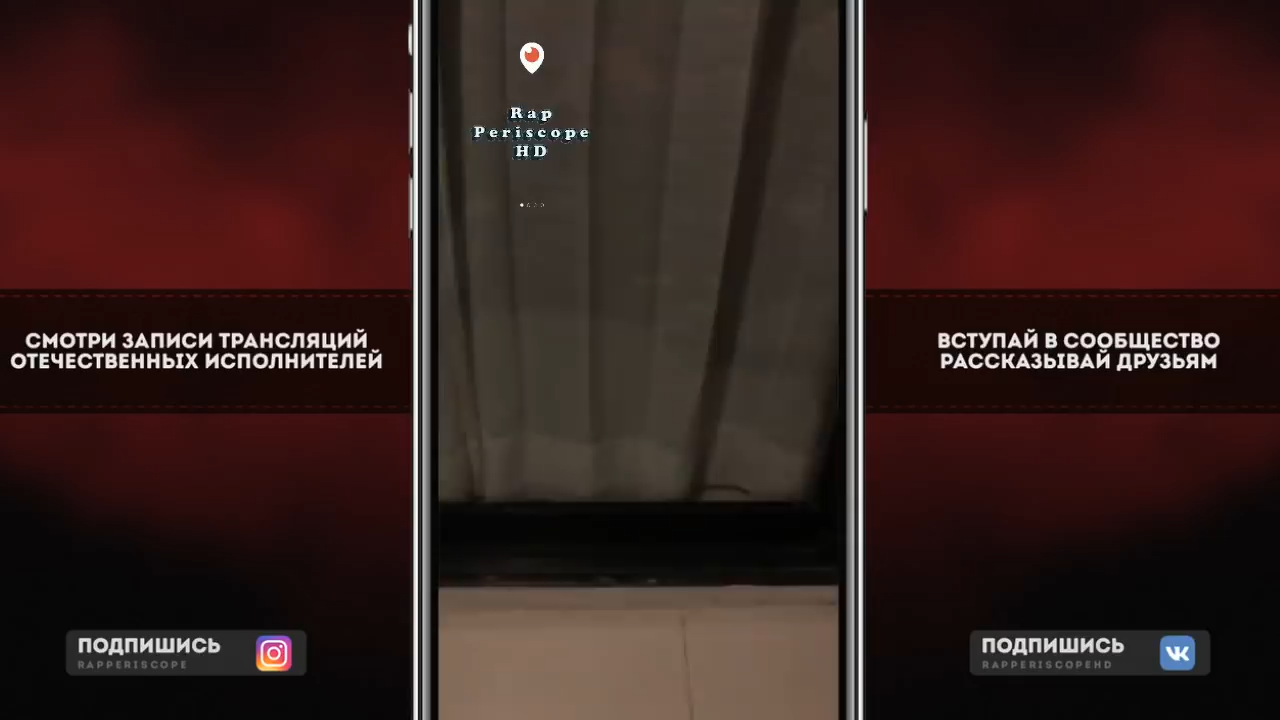 Rap
Periscope
HD
СМОТРИ ЗАПИСИ ТРАНСЛЯЦИЙ
ОТЕЧЕСТВЕННЫХ ИСПОЛНИТЕЛЕЙ
ВСТУПАЙ В СООБЩЕСТВО
РАССКАЗЫВАЙ ДРУЗЬЯМ
ПОДПИШИСЬ
RAPPERISCOPE
ПОДПИШИСЬ
RAPPERISCOPEHD